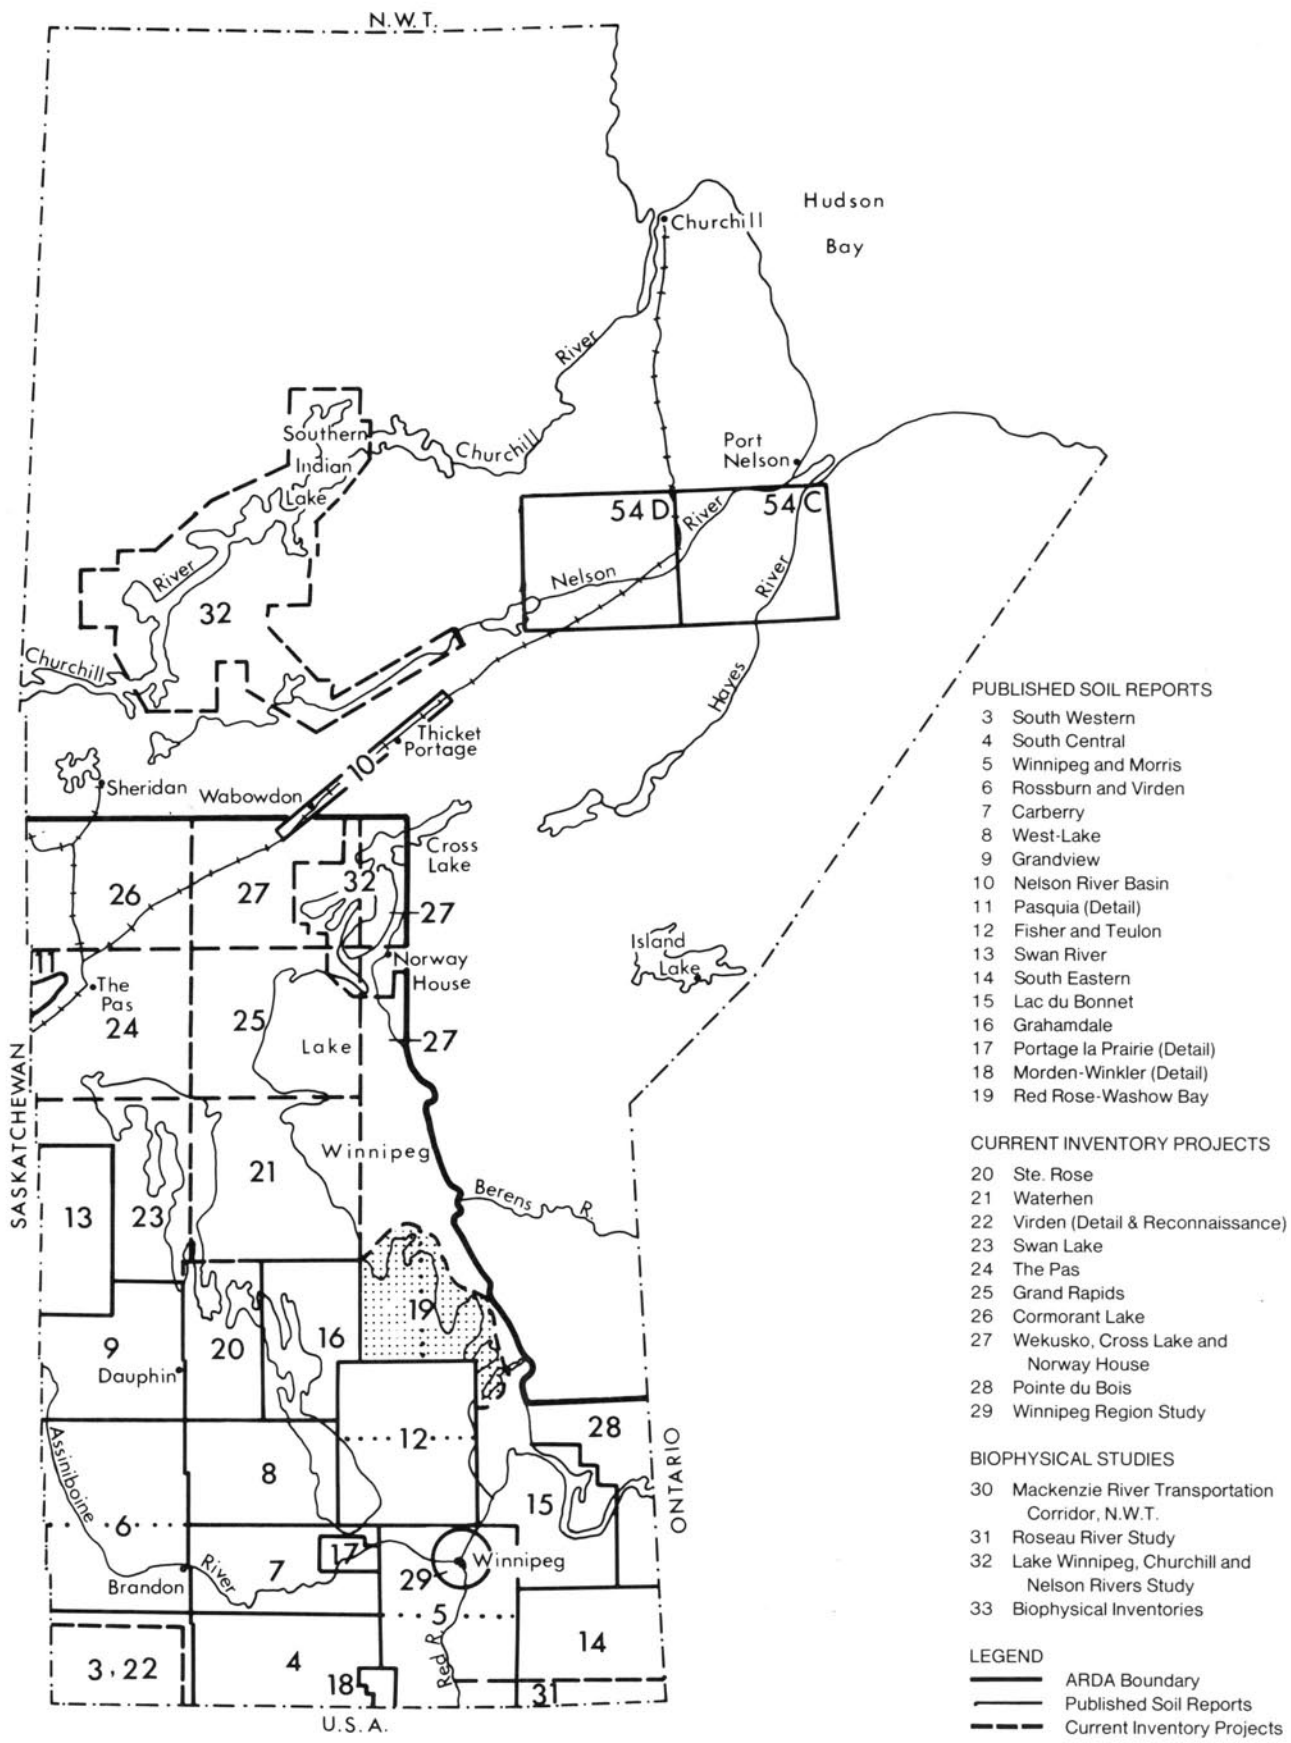 N.W.T.
Hudson
Bay
Churchill
River
Southern
Indian
Lake
Churchill
Port
Nelson
54 D
River
54 C
Nelson
River
River
32
Churchill
Hayes
Thicket
Portage
10
Sheridan
Wabowdon
Cross
Lake
26
27
32
27
Island
Lake
Norway
House
11
The
Pas
24
25
Lake
27
SASKATCHEWAN
Winnipeg
21
Berens R.
13
23
19
9
20
16
Dauphin
28
12
Assiniboine
8
15
ONTARIO
6
17
Winnipeg
River
7
29
Brandon
5
14
Red R.
3, 22
4
18
31
U.S.A.
PUBLISHED SOIL REPORTS
3 South Western
4 South Central
5 Winnipeg and Morris
6 Rossburn and Virden
7 Carberry
8 West-Lake
9 Grandview
10 Nelson River Basin
11 Pasquia (Detail)
12 Fisher and Teulon
13 Swan River
14 South Eastern
15 Lac du Bonnet
16 Grahamdale
17 Portage la Prairie (Detail)
18 Morden-Winkler (Detail)
19 Red Rose-Washow Bay
CURRENT INVENTORY PROJECTS
20 Ste. Rose
21 Waterhen
22 Virden (Detail & Reconnaissance)
23 Swan Lake
24 The Pas
25 Grand Rapids
26 Cormorant Lake
27 Wekusko, Cross Lake and
Norway House
28 Pointe du Bois
29 Winnipeg Region Study
BIOPHYSICAL STUDIES
30 Mackenzie River Transportation
Corridor, N.W.T.
31 Roseau River Study
32 Lake Winnipeg, Churchill and
Nelson Rivers Study
33 Biophysical Inventories
LEGEND
ARDA Boundary
Published Soil Reports
Current Inventory Projects